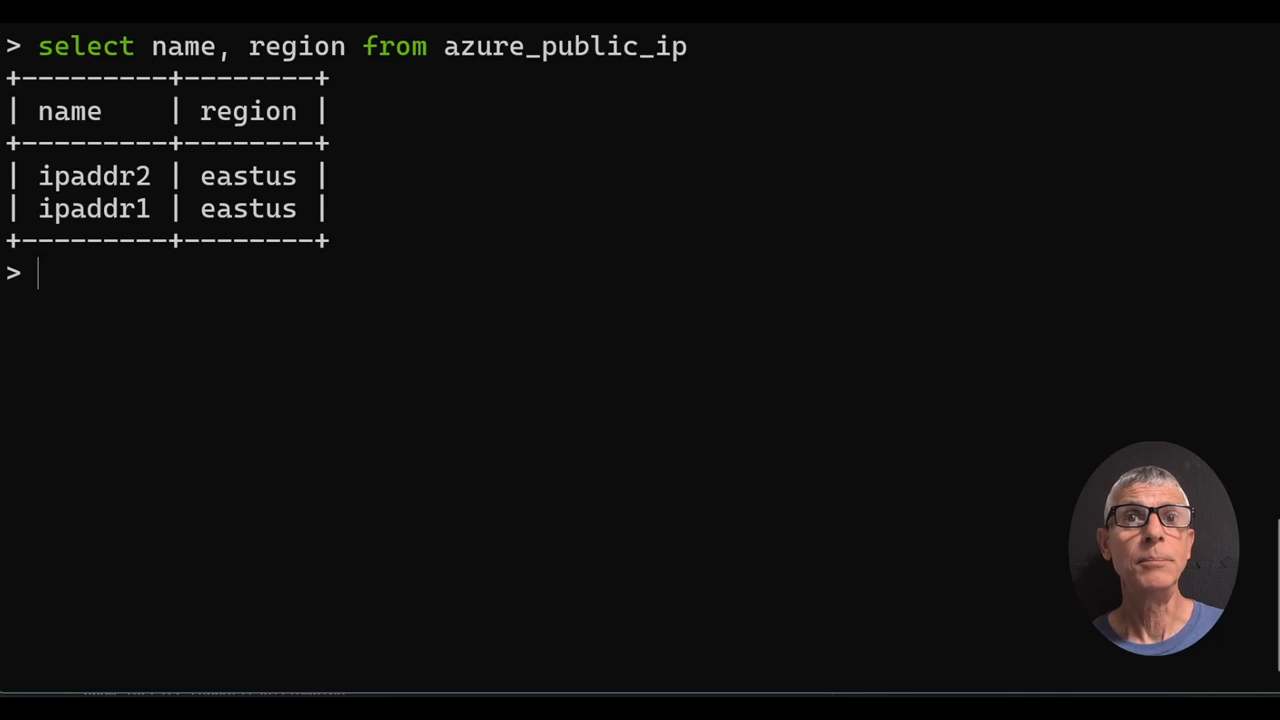 > select name, region from azure_public_ip
+---------+--------+
| name    | region |
+---------+--------+
| ipaddr2 | eastus |
| ipaddr1 | eastus |
+---------+--------+
>